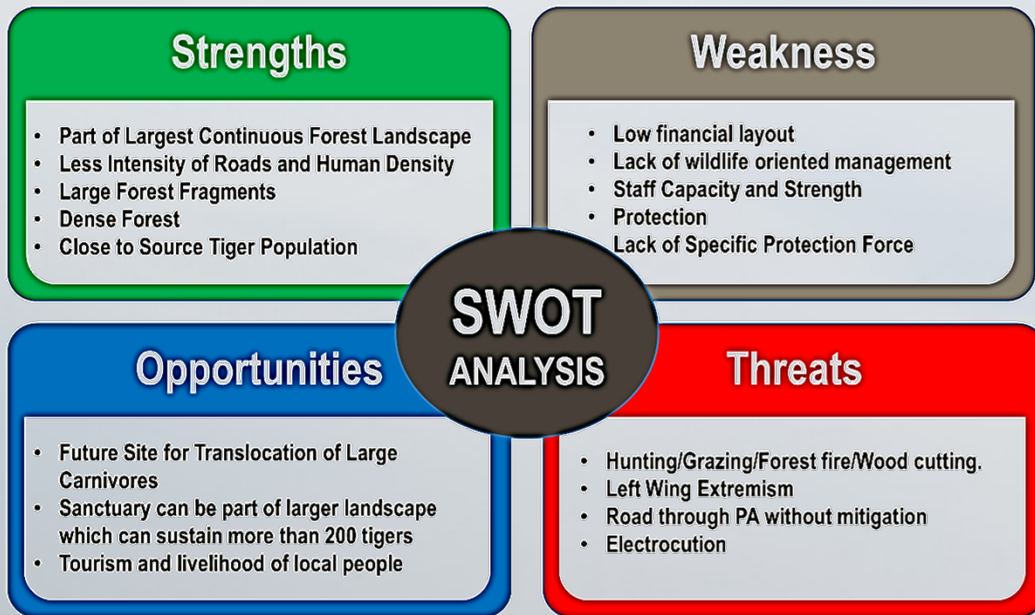 Strengths
• Part of Largest Continuous Forest Landscape
• Less Intensity of Roads and Human Density
• Large Forest Fragments
• Dense Forest
• Close to Source Tiger Population
Weakness
• Low financial layout
• Lack of wildlife oriented management
• Staff Capacity and Strength
• Protection
Lack of Specific Protection Force
SWOT
ANALYSIS
Opportunities
• Future Site for Translocation of Large
Carnivores
• Sanctuary can be part of larger landscape
which can sustain more than 200 tigers
• Tourism and livelihood of local people
Threats
• Hunting/Grazing/Forest fire/Wood cutting.
• Left Wing Extremism
• Road through PA without mitigation
• Electrocution